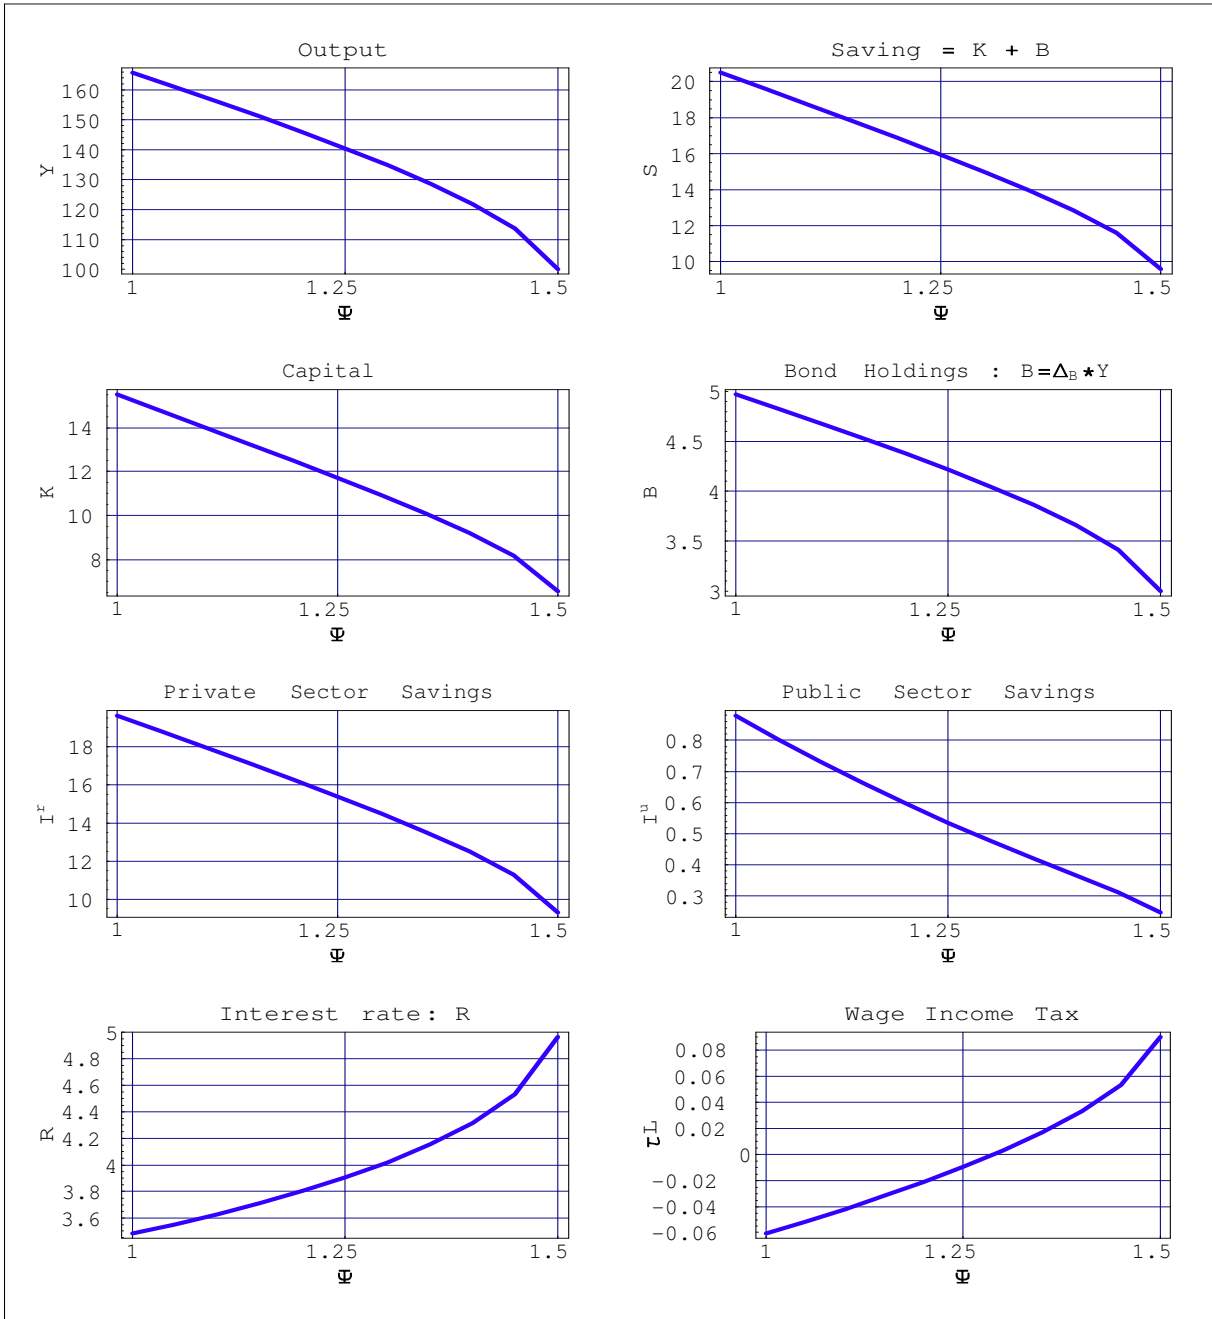 Output
160
150
140
130
120
110
100
Y
1 1.25 1.5
Ψ
Saving = K + B
20
18
16
14
12
10
S
1 1.25 1.5
Ψ
Capital
14
12
10
8
K
1 1.25 1.5
Ψ
Bond Holdings : B=Δ_B★Y
5
4.5
4
3.5
3
B
1 1.25 1.5
Ψ
Private Sector Savings
18
16
14
12
10
I^r
1 1.25 1.5
Ψ
Public Sector Savings
0.8
0.7
0.6
0.5
0.4
0.3
I^u
1 1.25 1.5
Ψ
Interest rate: R
5
4.8
4.6
4.4
4.2
4
3.8
3.6
R
1 1.25 1.5
Ψ
Wage Income Tax
0.08
0.06
0.04
0.02
0
-0.02
-0.04
-0.06
τL
1 1.25 1.5
Ψ